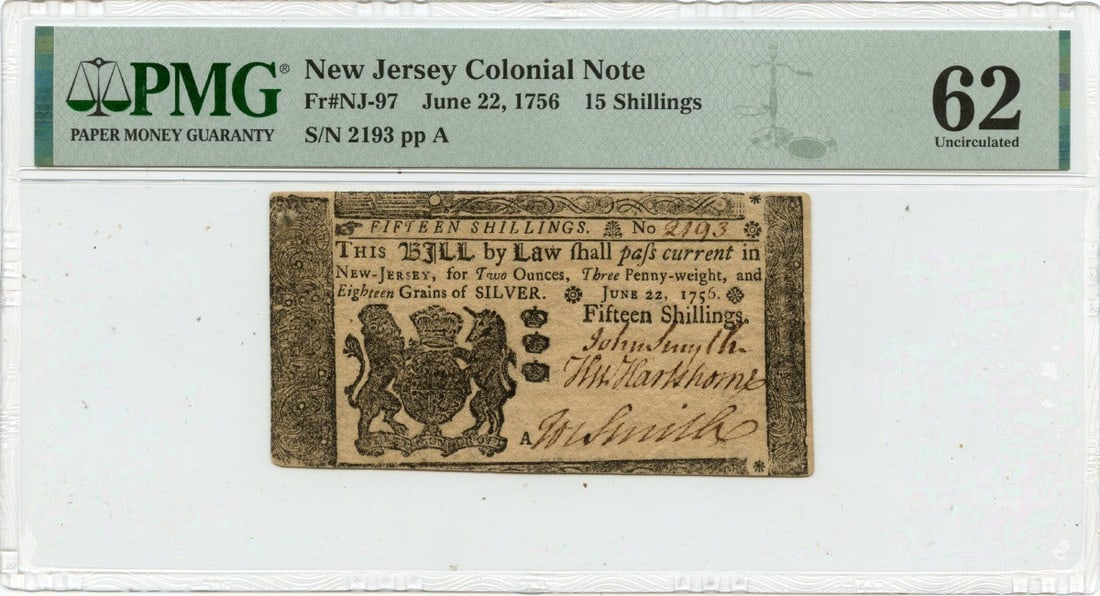 PMG®
PAPER MONEY GUARANTY
New Jersey Colonial Note
Fr#NJ-97 June 22, 1756 15 Shillings
S/N 2193 pp A
62
Uncirculated
FIFTEEN SHILLINGS. No 2193
THIS BILL by Law ſhall paſs current in
NEW-JERSEY, for Two Ounces, Three Penny-weight, and
Eighteen Grains of SILVER. JUNE 22, 1756.
Fifteen Shillings.
John Smyth
Wm. Hartshorne
A Jos Smith